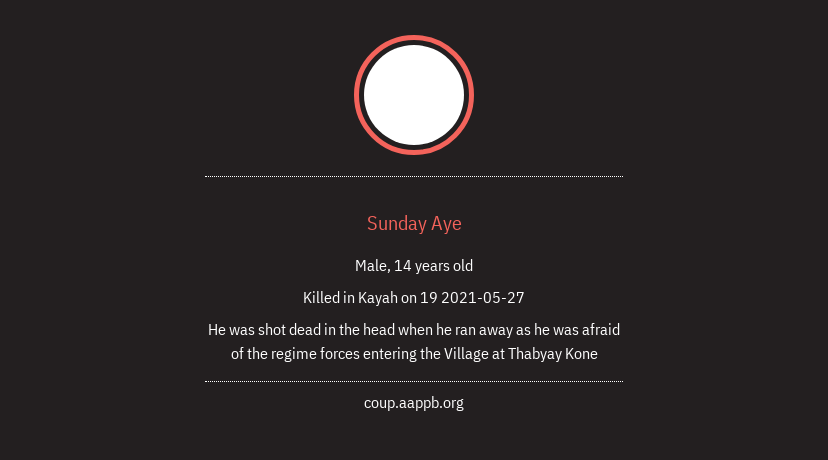 Sunday Aye
Male, 14 years old
Killed in Kayah on 19 2021-05-27
He was shot dead in the head when he ran away as he was afraid
of the regime forces entering the Village at Thabyay Kone
coup.aappb.org